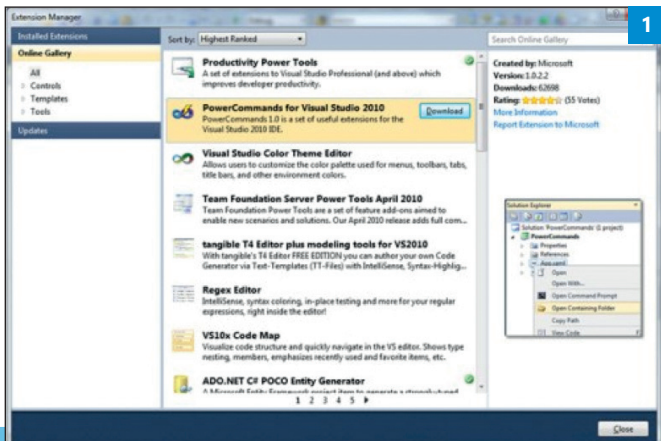 Extension Manager
1
Installed Extensions
Online Gallery
All
Controls
Templates
Tools
Updates
Sort by: Highest Ranked
Productivity Power Tools
A set of extensions to Visual Studio Professional (and above) which
improves developer productivity.
PowerCommands for Visual Studio 2010
PowerCommands 1.0 is a set of useful extensions for the
Visual Studio 2010 IDE.
Download
Visual Studio Color Theme Editor
Allows users to customize the color palette used for menus, toolbars, tabs,
title bars, and other environment colors.
Team Foundation Server Power Tools April 2010
Team Foundation Power Tools are a set of feature add-ons aimed to
enable new scenarios and solutions. Our April 2010 release adds full com...
tangible T4 Editor plus modeling tools for VS2010
With tangible's T4 Editor FREE EDITION you can author your own Code
Generator via Text-Templates (TT-Files) with IntelliSense, Syntax-Highlig...
Regex Editor
IntelliSense, syntax coloring, in-place testing and more for your regular
expressions, right inside the editor!
VS10x Code Map
Visualize code structure and quickly navigate in the VS editor. Shows type
nesting, members, emphasizes recently used and favorite items, etc.
ADO.NET C# POCO Entity Generator
A Microsoft Entity Framework project item to generate a strongly-typed
1 2 3 4 5
Search Online Gallery
Created by: Microsoft
Version: 1.0.2.2
Downloads: 62698
Rating: (55 Votes)
More Information
Report Extension to Microsoft
Solution Explorer
Solution 'PowerCommands' (1 project)
PowerCommands
Properties
References
App.xaml
Open
Open With...
Open Command Prompt
Open Containing Folder
Copy Path
View Code
Close